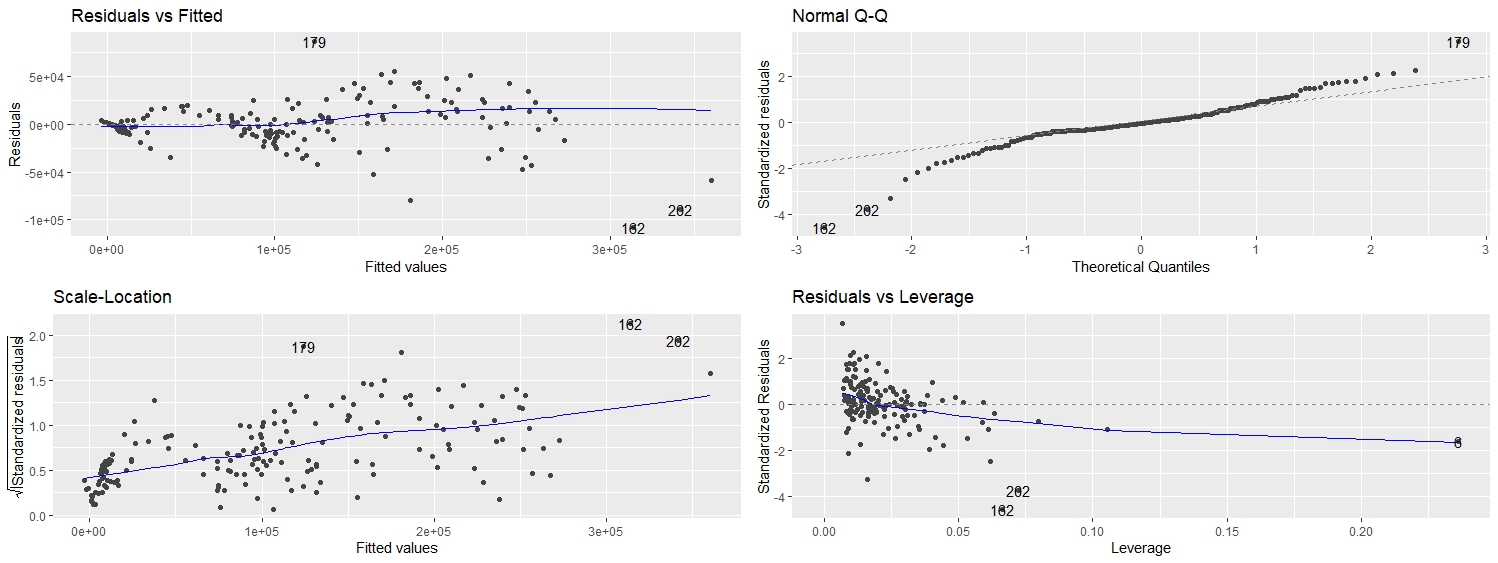 Residuals vs Fitted
179
5e+04
0e+00
-5e+04
-1e+05
Residuals
202
162
0e+00
1e+05
2e+05
3e+05
Fitted values
Normal Q-Q
179
2
0
-2
-4
Standardized residuals
202
162
-3
-2
-1
0
1
2
3
Theoretical Quantiles
Scale-Location
162
202
179
2.0
1.5
1.0
0.5
0.0
√|Standardized residuals|
0e+00
1e+05
2e+05
3e+05
Fitted values
Residuals vs Leverage
2
0
-2
-4
Standardized Residuals
202
162
0.00
0.05
0.10
0.15
0.20
Leverage